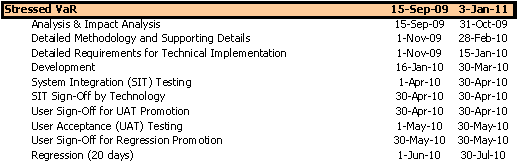 Stressed VaR 15-Sep-09 3-Jan-11
Analysis & Impact Analysis 15-Sep-09 31-Oct-09
Detailed Methodology and Supporting Details 1-Nov-09 28-Feb-10
Detailed Requirements for Technical Implementation 1-Nov-09 15-Jan-10
Development 16-Jan-10 30-Mar-10
System Integration (SIT) Testing 1-Apr-10 30-Apr-10
SIT Sign-Off by Technology 30-Apr-10 30-Apr-10
User Sign-Off for UAT Promotion 30-Apr-10 30-Apr-10
User Acceptance (UAT) Testing 1-May-10 30-May-10
User Sign-Off for Regression Promotion 30-May-10 30-May-10
Regression (20 days) 1-Jun-10 30-Jul-10